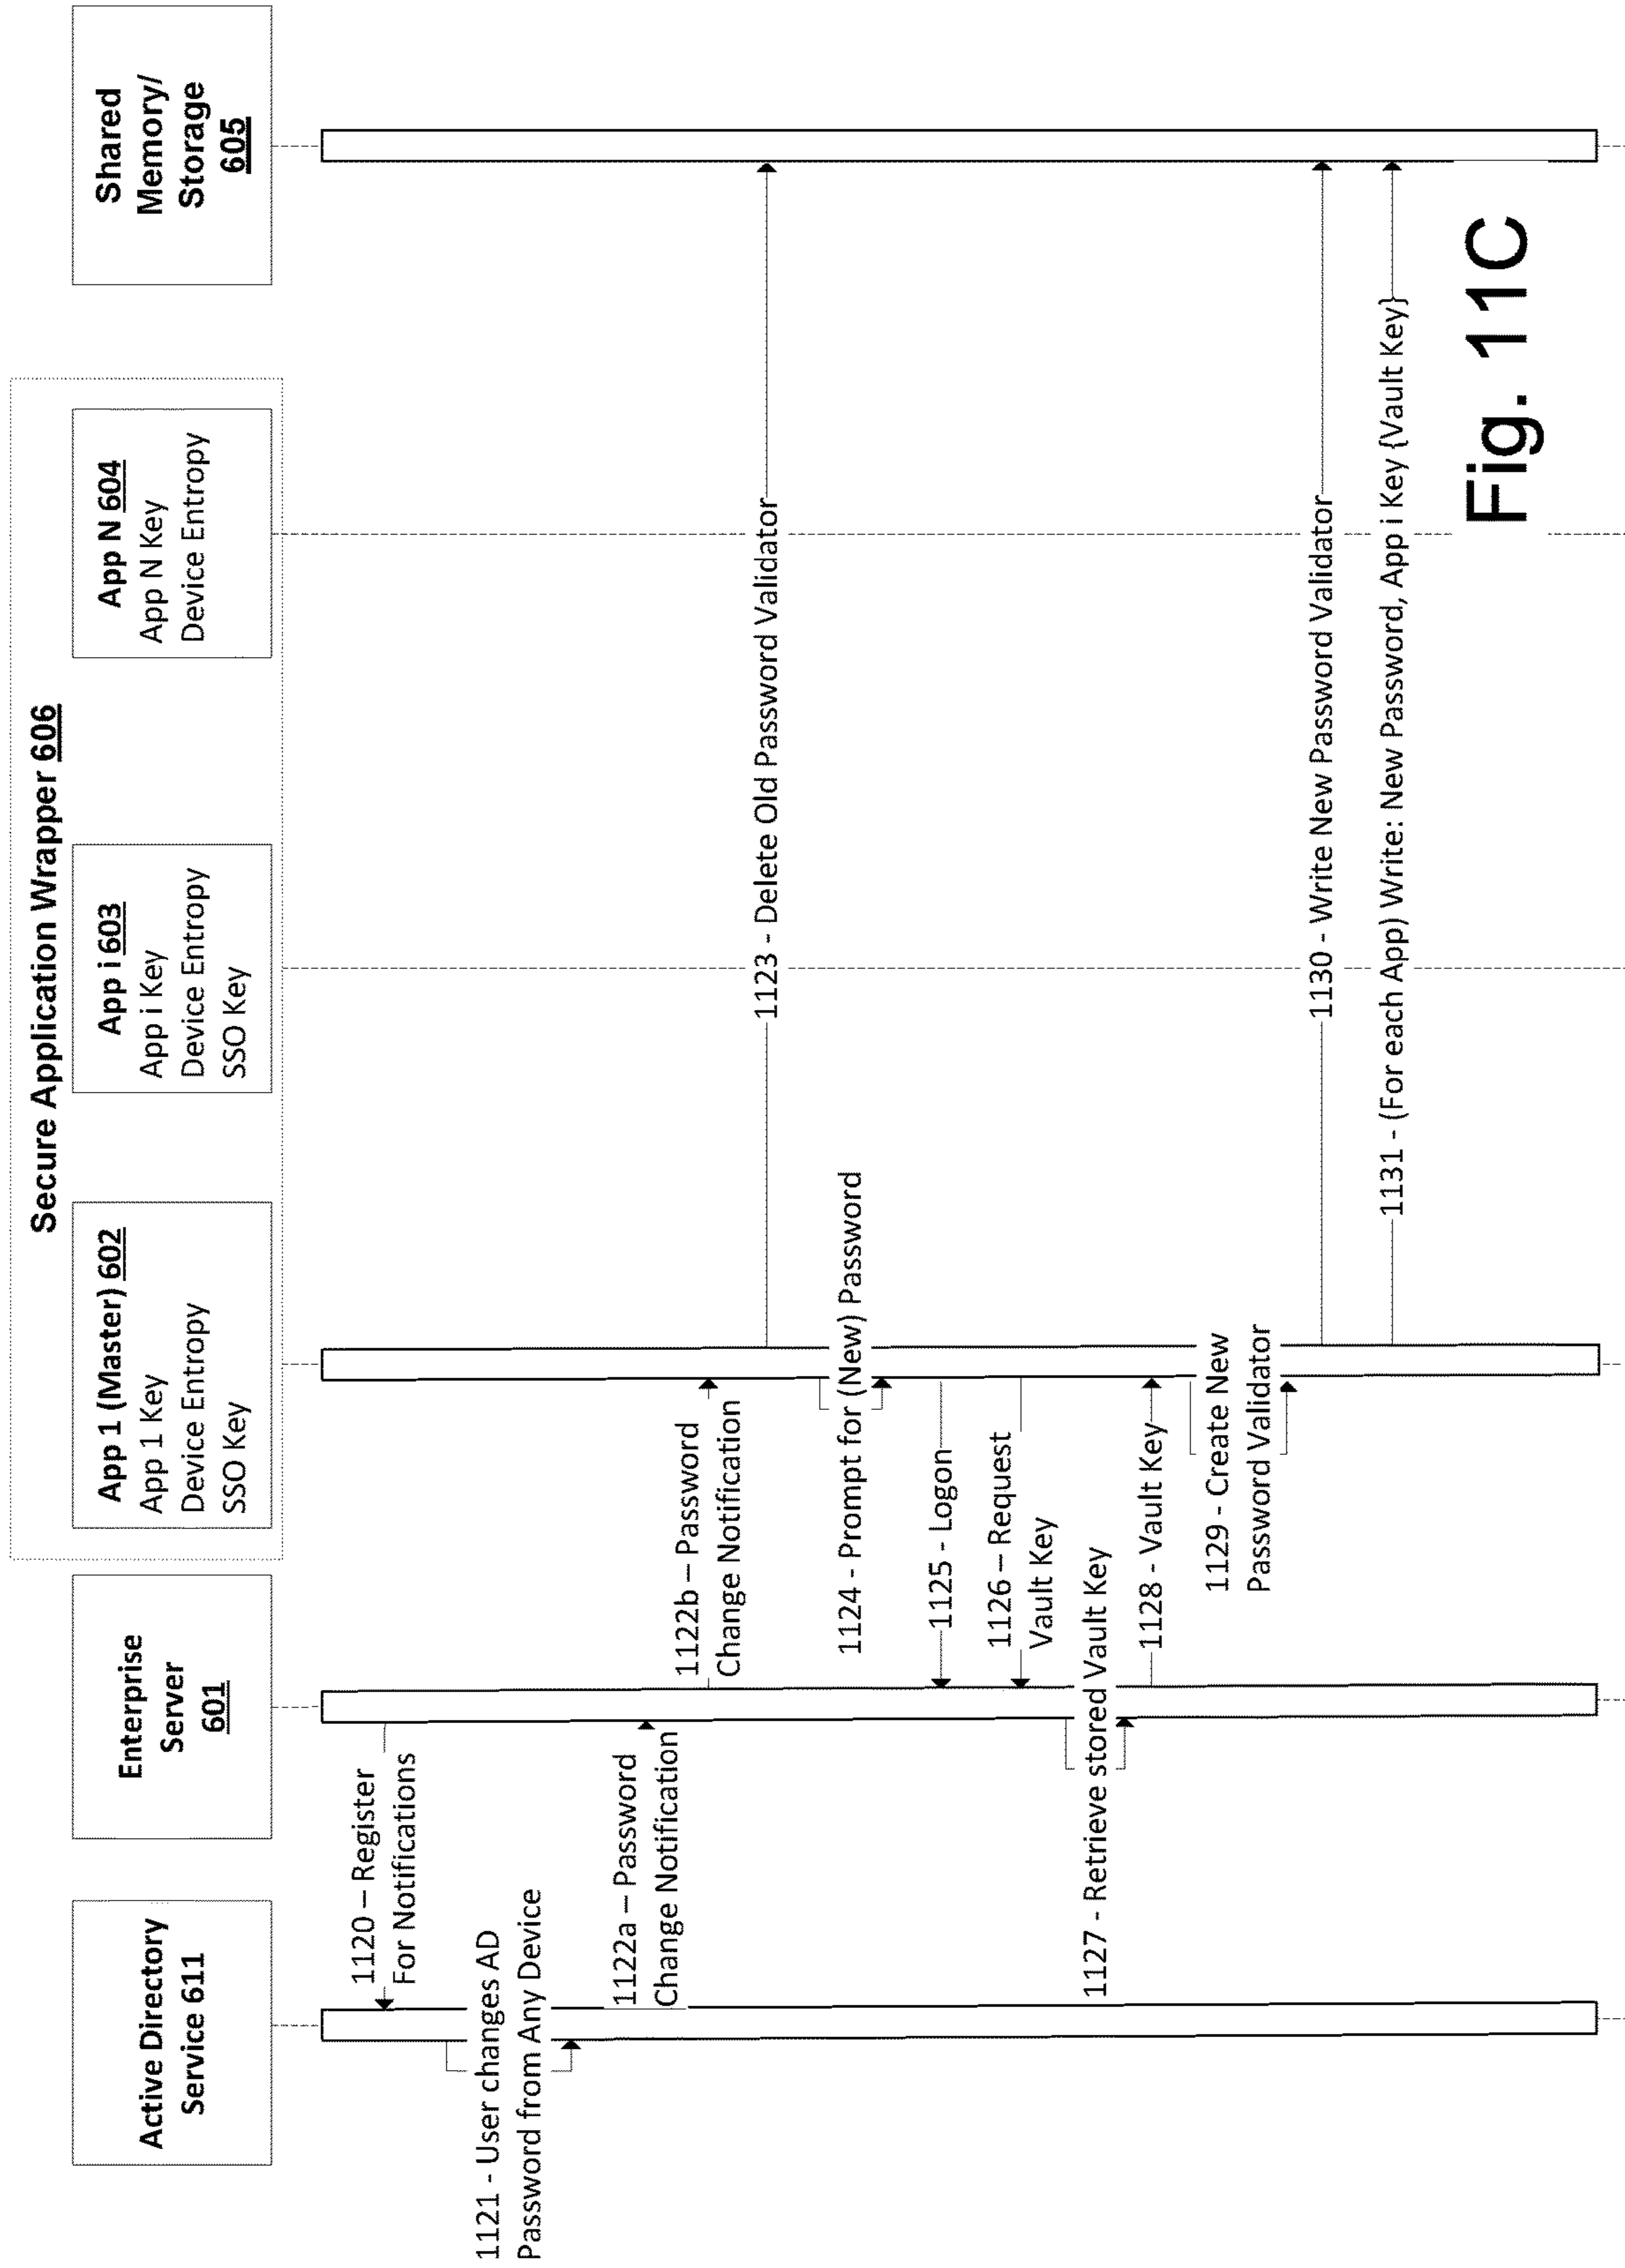 Secure Application Wrapper 606
Active Directory
Service 611
Enterprise
Server
601
App 1 (Master) 602
App 1 Key
Device Entropy
SSO Key
App i 603
App i Key
Device Entropy
SSO Key
App N 604
App N Key
Device Entropy
Shared
Memory/
Storage
605
1120 – Register
For Notifications
1121 - User changes AD
Password from Any Device
1122a – Password
Change Notification
1122b – Password
Change Notification
1123 - Delete Old Password Validator
1124 - Prompt for (New) Password
1125 - Logon
1126 – Request
Vault Key
1127 - Retrieve stored Vault Key
1128 - Vault Key
1129 - Create New
Password Validator
1130 - Write New Password Validator
1131 - (For each App) Write: New Password, App i Key {Vault Key}
Fig. 11C